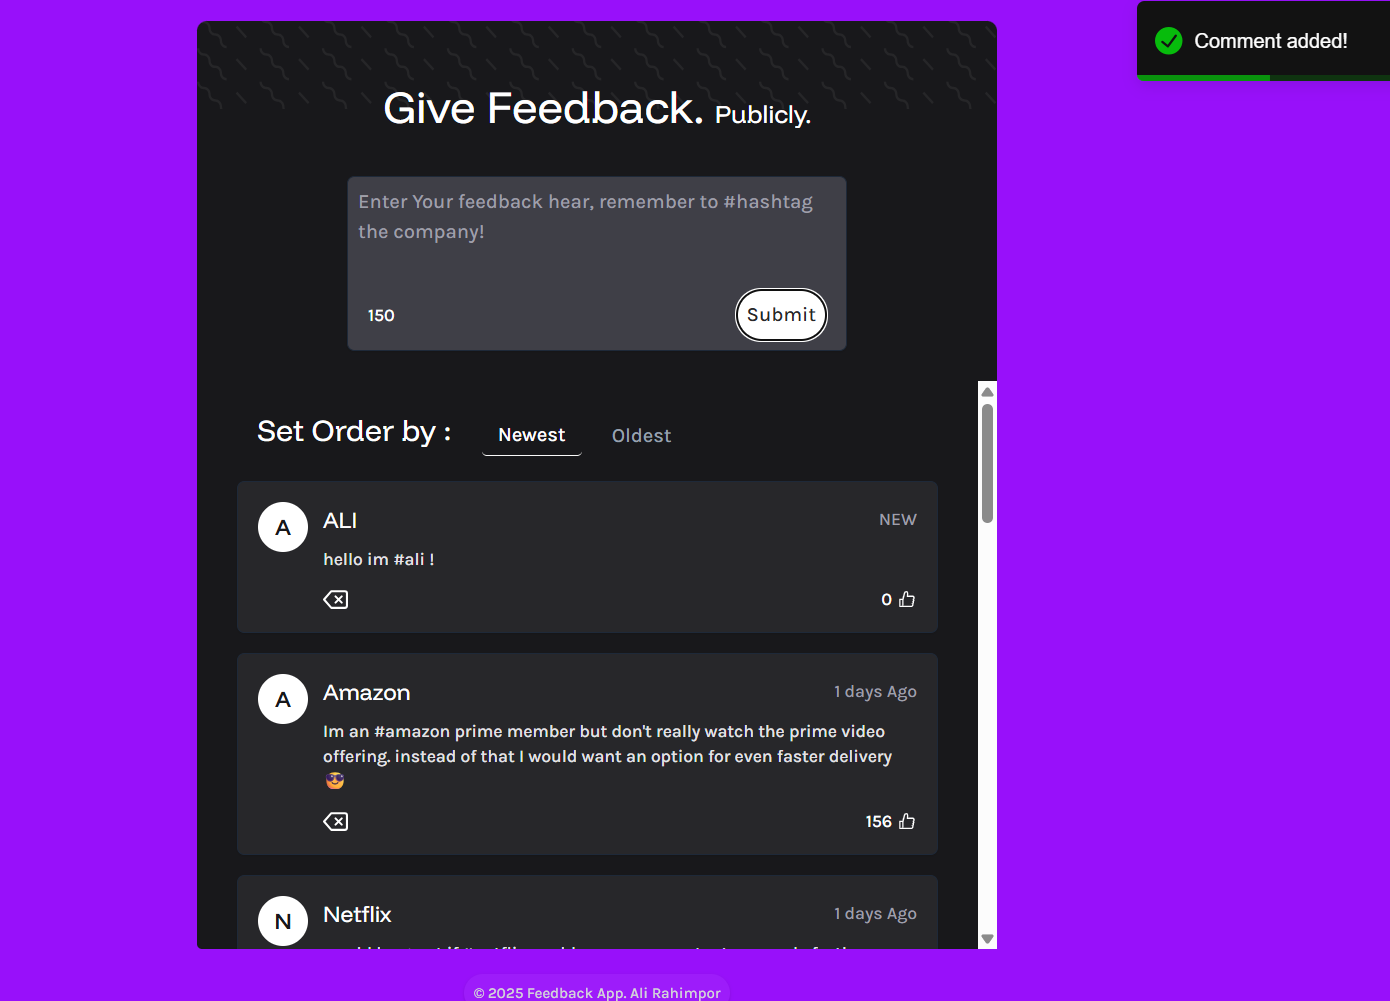 Comment added!
Give Feedback. Publicly.
Enter Your feedback hear, remember to #hashtag
the company!
150
Submit
Set Order by :
Newest
Oldest
A
ALI
NEW
hello im #ali !
0
A
Amazon
1 days Ago
Im an #amazon prime member but don't really watch the prime video
offering. instead of that I would want an option for even faster delivery
😎
156
N
Netflix
1 days Ago
© 2025 Feedback App. Ali Rahimpor